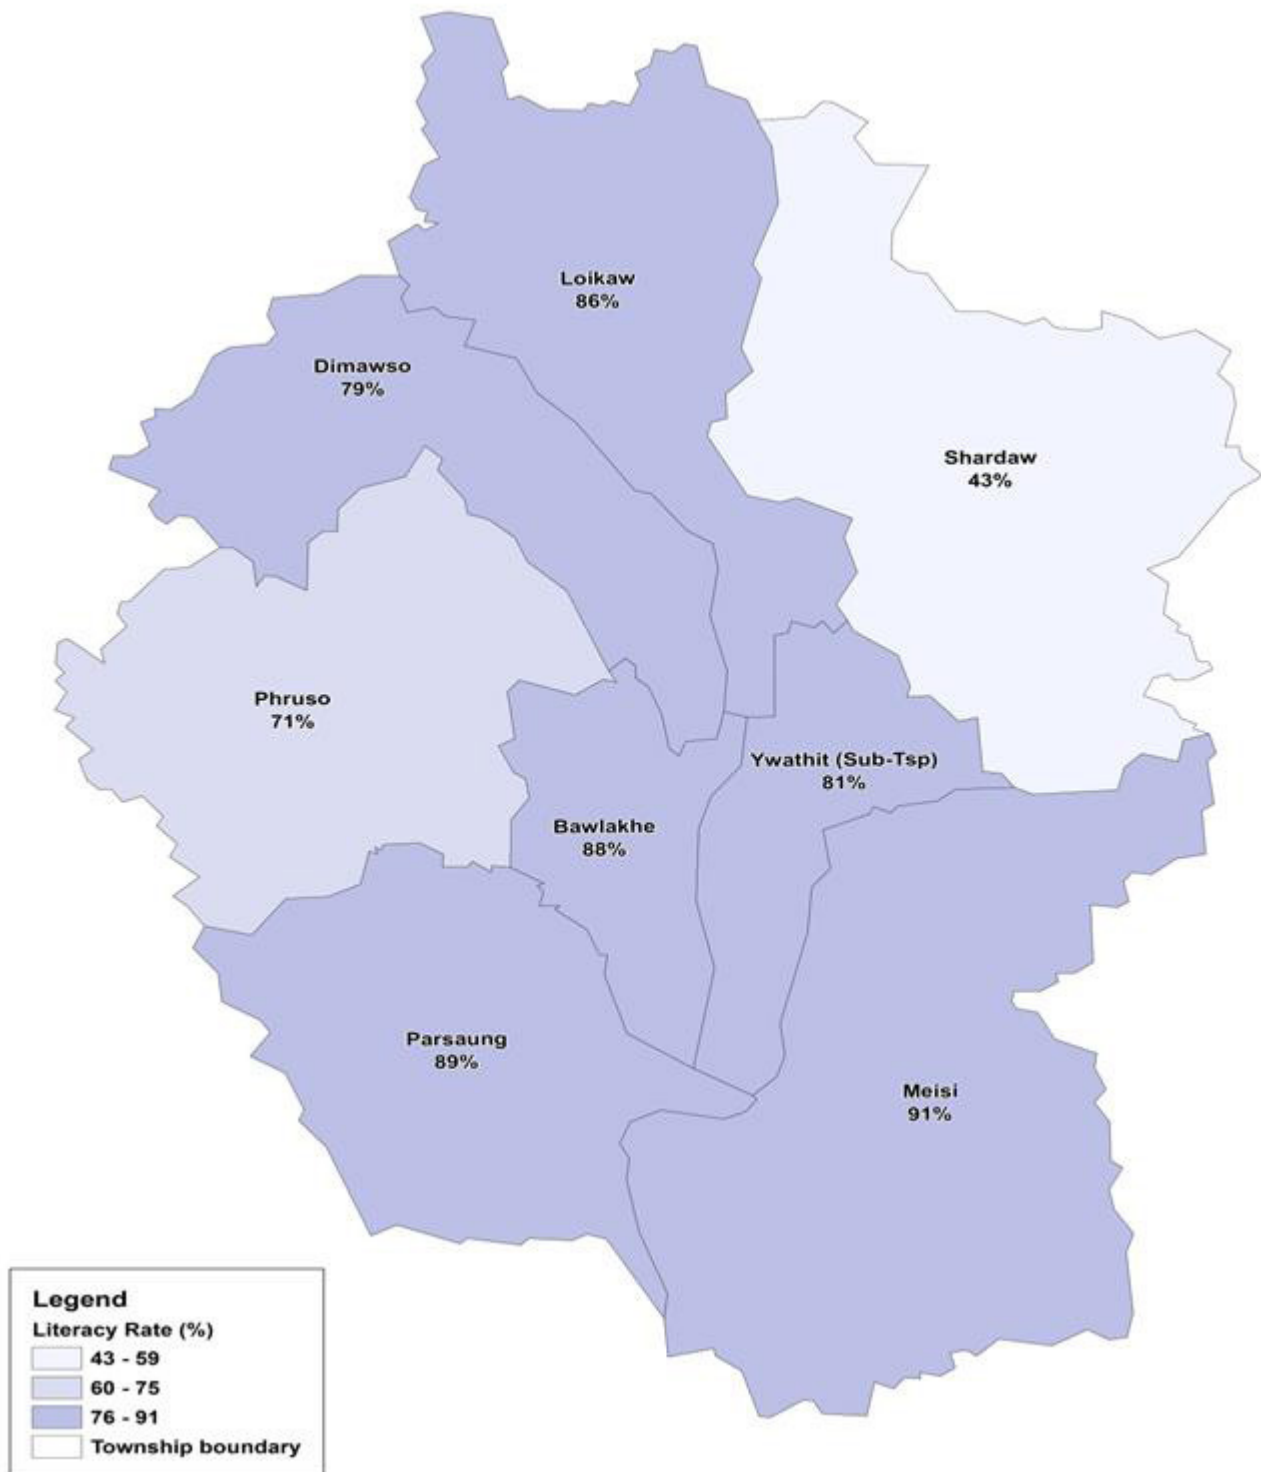 Loikaw
86%
Dimawso
79%
Shardaw
43%
Phruso
71%
Ywathit (Sub-Tsp)
81%
Bawlakhe
88%
Parsaung
89%
Meisi
91%
Legend
Literacy Rate (%)
43 - 59
60 - 75
76 - 91
Township boundary